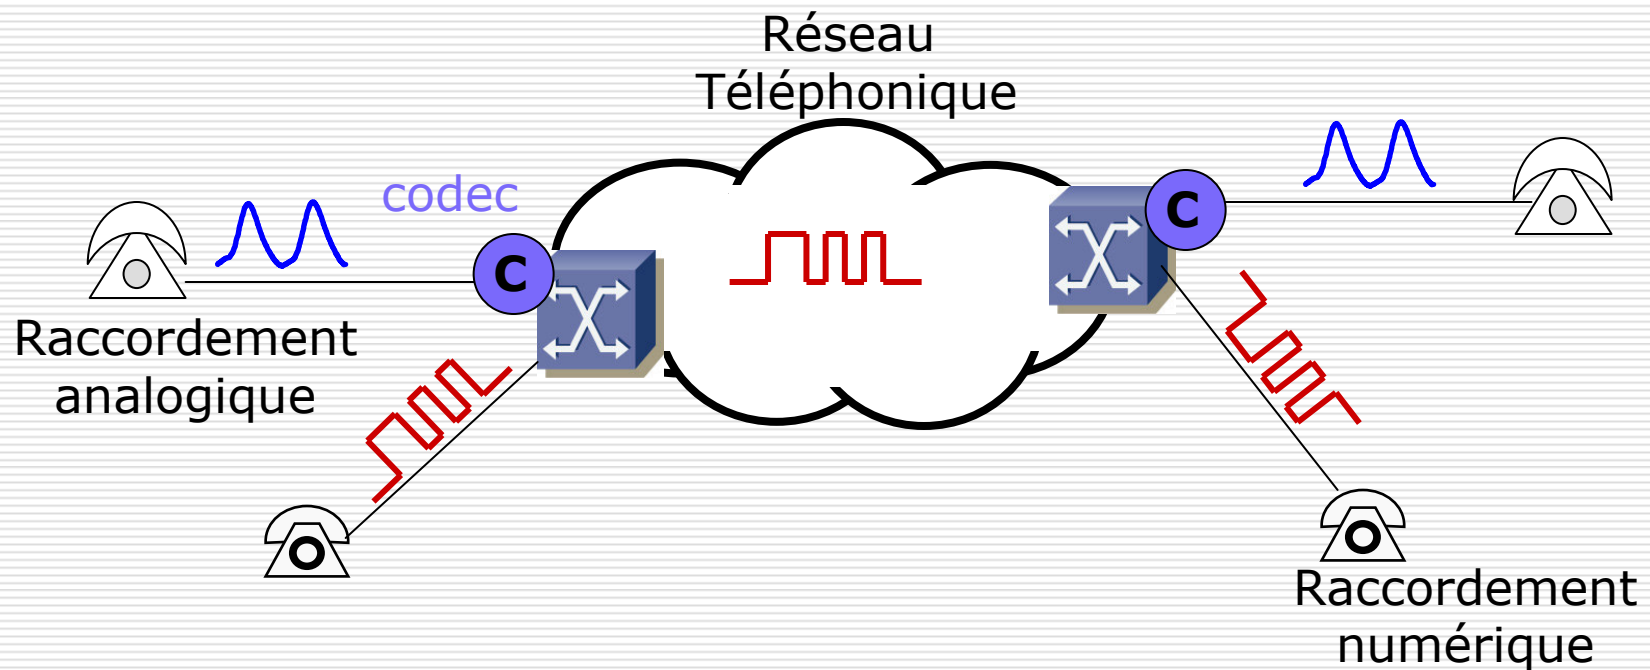 Réseau
Téléphonique
codec
C
C
Raccordement
analogique
Raccordement
numérique